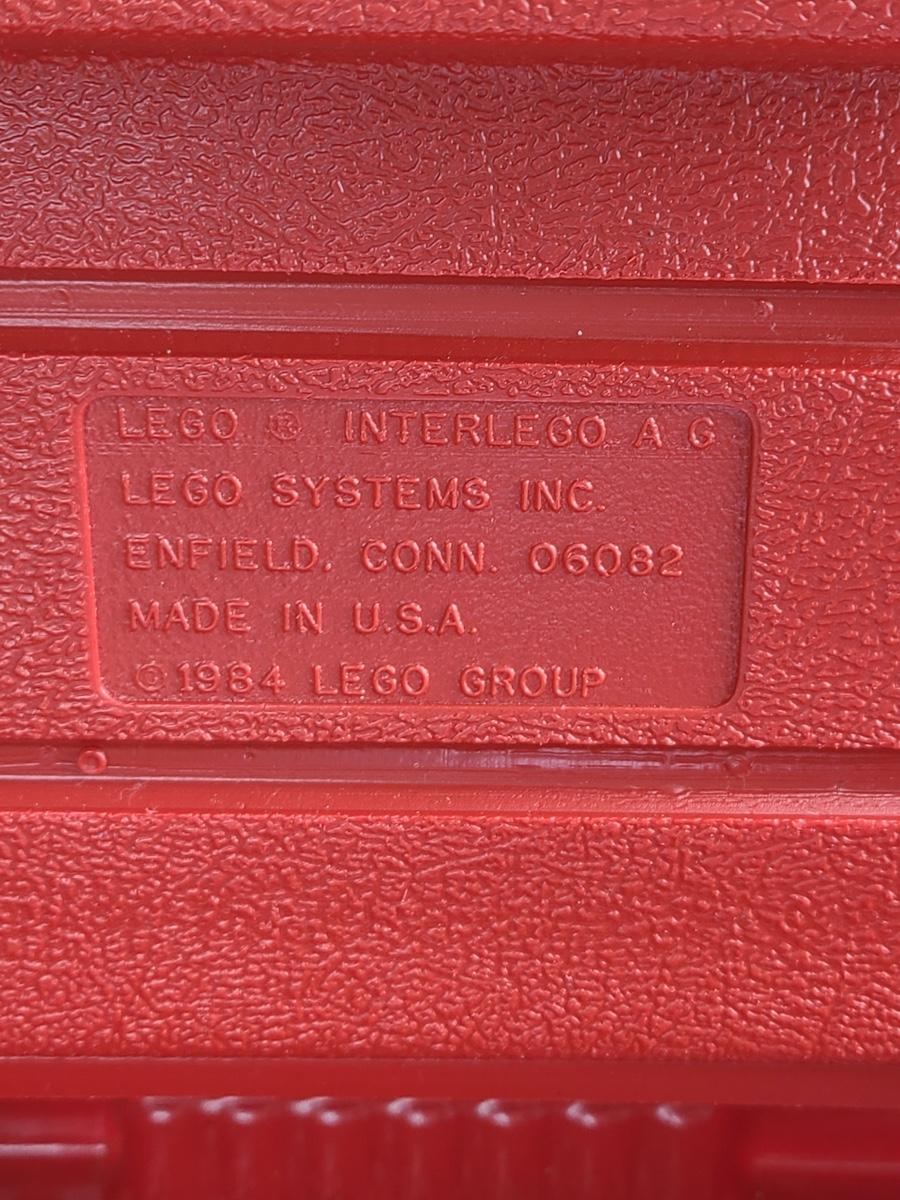 LEGO ® INTERLEGO A G
LEGO SYSTEMS INC.
ENFIELD. CONN. 06082
MADE IN U.S.A.
©1984 LEGO GROUP